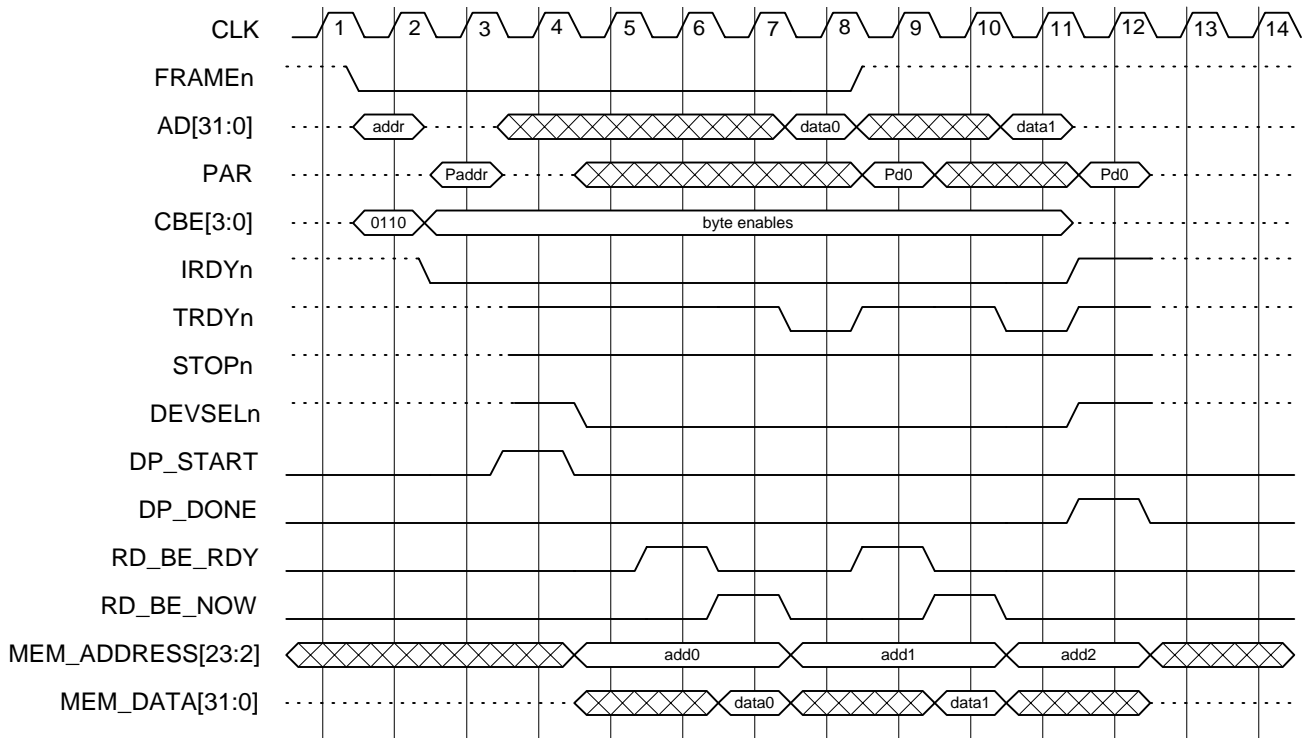 CLK 1 2 3 4 5 6 7 8 9 10 11 12 13 14
FRAMEn
AD[31:0] addr data0 data1
PAR Paddr Pd0 Pd0
CBE[3:0] 0110 byte enables
IRDYn
TRDYn
STOPn
DEVSELn
DP_START
DP_DONE
RD_BE_RDY
RD_BE_NOW
MEM_ADDRESS[23:2] add0 add1 add2
MEM_DATA[31:0] data0 data1